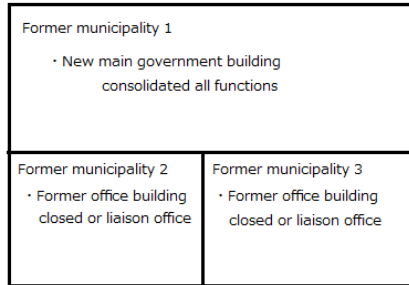 Former municipality 1
・New main government building
consolidated all functions
Former municipality 2
・Former office building
closed or liaison office
Former municipality 3
・Former office building
closed or liaison office